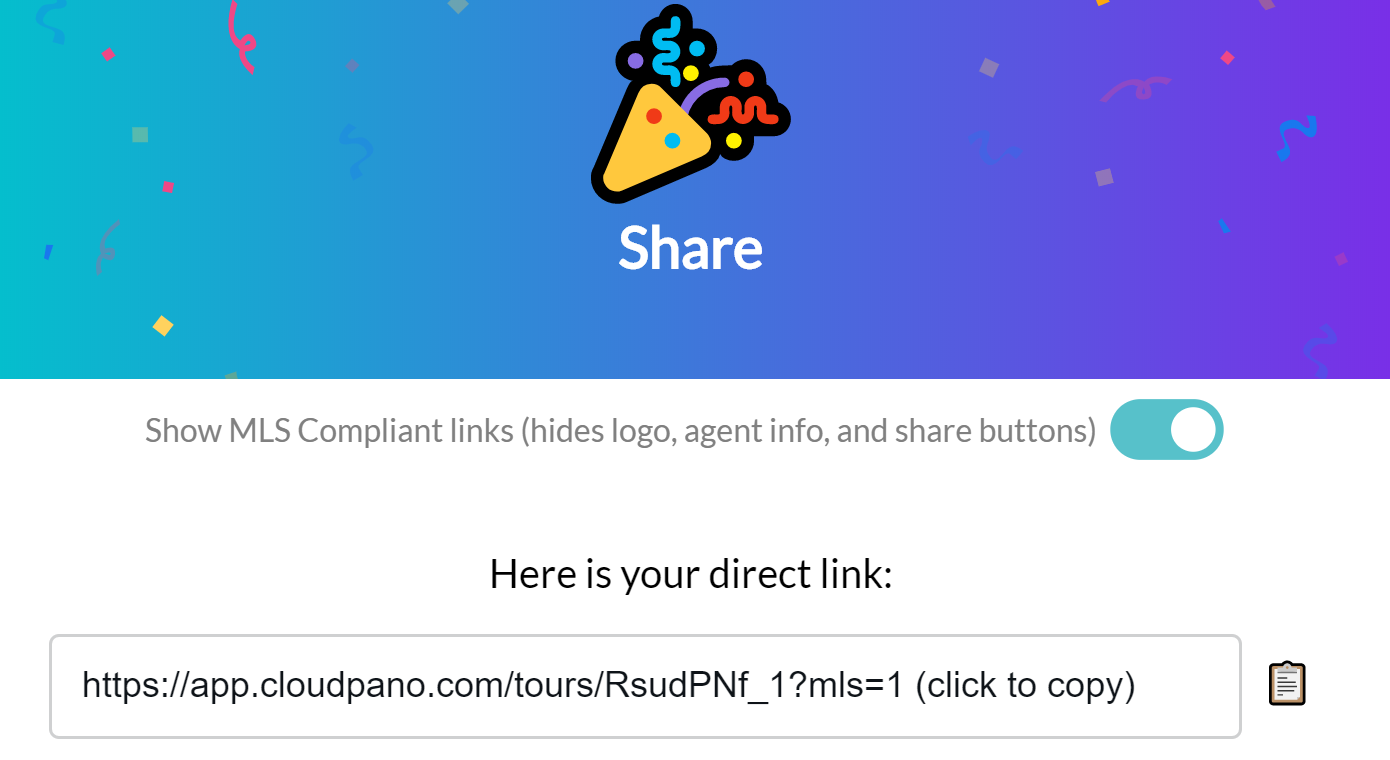 Share
Show MLS Compliant links (hides logo, agent info, and share buttons)
Here is your direct link:
https://app.cloudpano.com/tours/RsudPNf_1?mls=1 (click to copy)